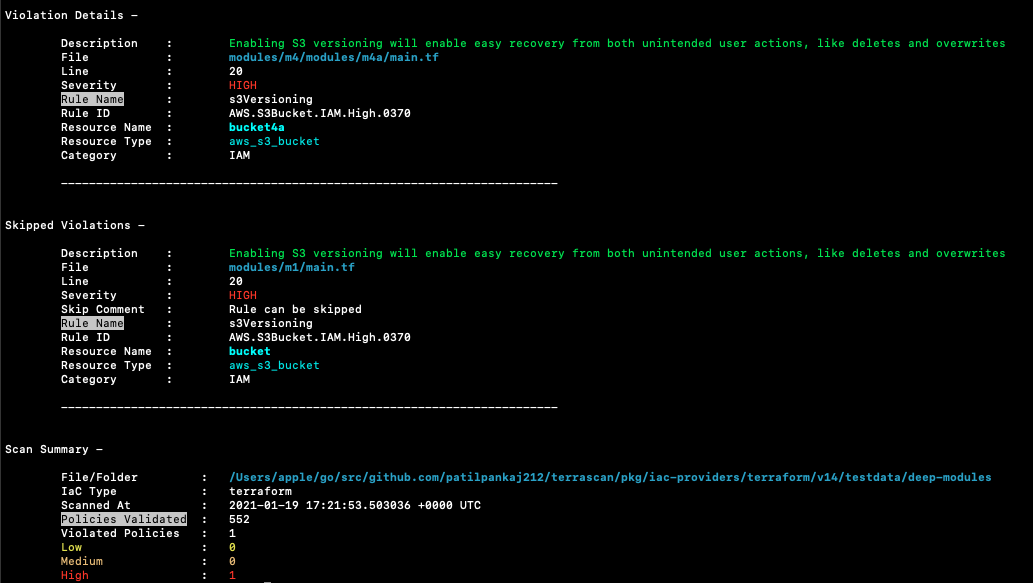 Violation Details -
Description : Enabling S3 versioning will enable easy recovery from both unintended user actions, like deletes and overwrites
File : modules/m4/modules/m4a/main.tf
Line : 20
Severity : HIGH
Rule Name : s3Versioning
Rule ID : AWS.S3Bucket.IAM.High.0370
Resource Name : bucket4a
Resource Type : aws_s3_bucket
Category : IAM
-----------------------------------------------------------------------
Skipped Violations -
Description : Enabling S3 versioning will enable easy recovery from both unintended user actions, like deletes and overwrites
File : modules/m1/main.tf
Line : 20
Severity : HIGH
Skip Comment : Rule can be skipped
Rule Name : s3Versioning
Rule ID : AWS.S3Bucket.IAM.High.0370
Resource Name : bucket
Resource Type : aws_s3_bucket
Category : IAM
-----------------------------------------------------------------------
Scan Summary -
File/Folder : /Users/apple/go/src/github.com/patilpankaj212/terrascan/pkg/iac-providers/terraform/v14/testdata/deep-modules
IaC Type : terraform
Scanned At : 2021-01-19 17:21:53.503036 +0000 UTC
Policies Validated : 552
Violated Policies : 1
Low : 0
Medium : 0
High : 1